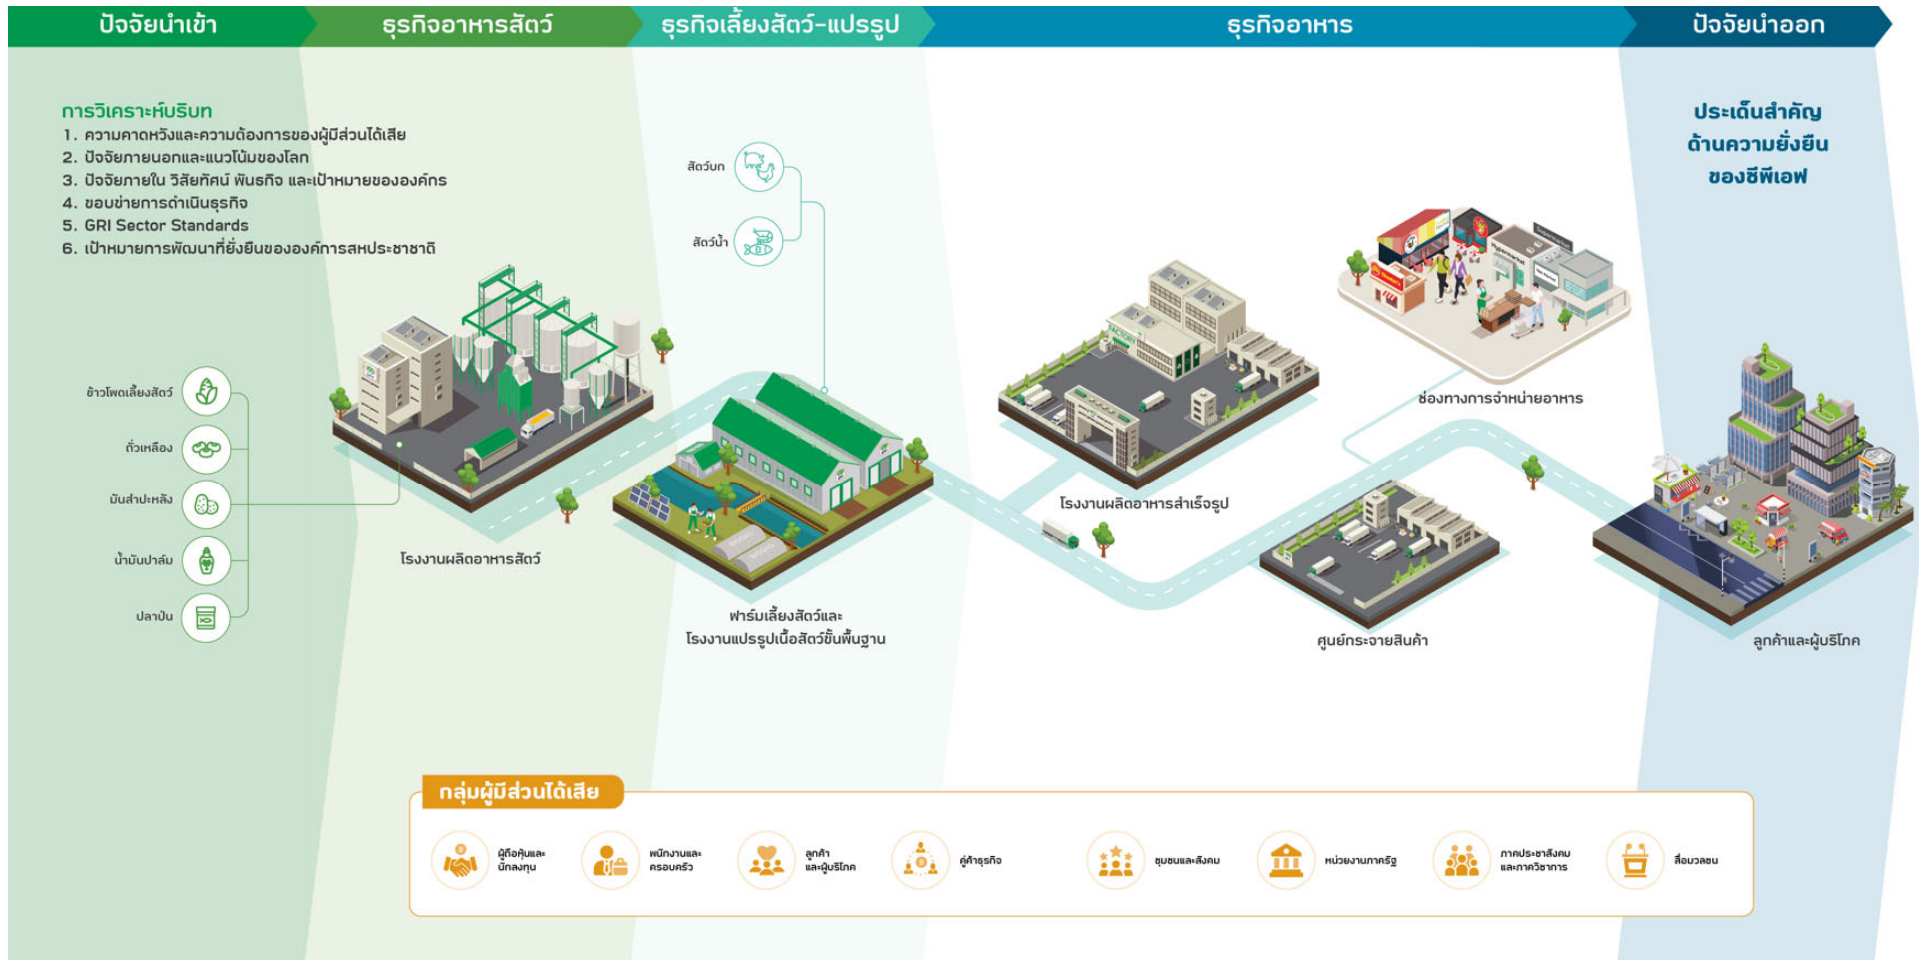 ปัจจัยนำเข้า
ธุรกิจอาหารสัตว์
ธุรกิจเลี้ยงสัตว์-แปรรูป
ธุรกิจอาหาร
ปัจจัยนำออก
การวิเคราะห์บริบท
1. ความคาดหวังและความต้องการของผู้มีส่วนได้เสีย
2. ปัจจัยภายนอกและแนวโน้มของโลก
3. ปัจจัยภายใน วิสัยทัศน์ พันธกิจ และเป้าหมายขององค์กร
4. ขอบข่ายการดำเนินธุรกิจ
5. GRI Sector Standards
6. เป้าหมายการพัฒนาที่ยั่งยืนขององค์การสหประชาชาติ
ประเด็นสำคัญ
ด้านความยั่งยืน
ของซีพีเอฟ
สัตว์บก
สัตว์น้ำ
ข้าวโพดเลี้ยงสัตว์
ถั่วเหลือง
มันสำปะหลัง
น้ำมันปาล์ม
ปลาป่น
โรงงานผลิตอาหารสัตว์
ฟาร์มเลี้ยงสัตว์และ
โรงงานแปรรูปเนื้อสัตว์ขั้นพื้นฐาน
FACTORY
โรงงานผลิตอาหารสำเร็จรูป
Supermarket
Hypermarket
ช่องทางการจำหน่ายอาหาร
ศูนย์กระจายสินค้า
ลูกค้าและผู้บริโภค
กลุ่มผู้มีส่วนได้เสีย
ผู้ถือหุ้นและ
นักลงทุน
พนักงานและ
ครอบครัว
ลูกค้า
และผู้บริโภค
คู่ค้าธุรกิจ
ชุมชนและสังคม
หน่วยงานภาครัฐ
ภาคประชาสังคม
และภาควิชาการ
สื่อมวลชน